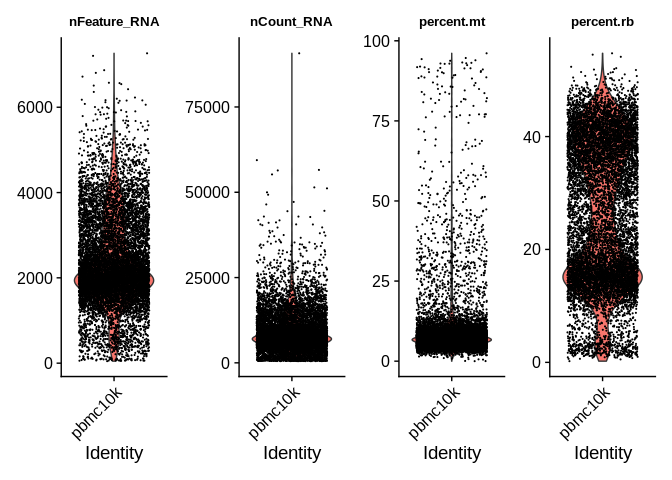 nFeature_RNA
6000
4000
2000
0
pbmc10k
Identity
nCount_RNA
75000
50000
25000
0
pbmc10k
Identity
percent.mt
100
75
50
25
0
pbmc10k
Identity
percent.rb
40
20
0
pbmc10k
Identity